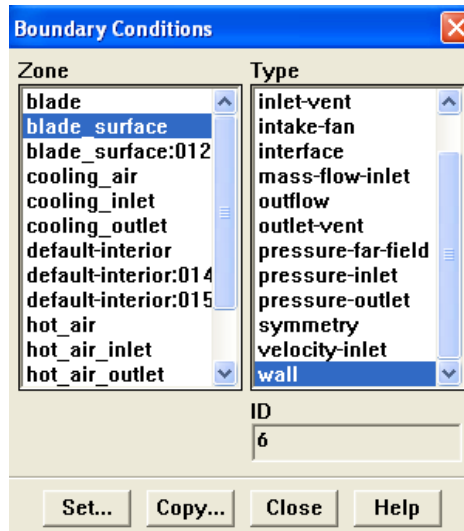 Boundary Conditions
Zone
blade
blade_surface
blade_surface:012
cooling_air
cooling_inlet
cooling_outlet
default-interior
default-interior:014
default-interior:015
hot_air
hot_air_inlet
hot_air_outlet
Type
inlet-vent
intake-fan
interface
mass-flow-inlet
outflow
outlet-vent
pressure-far-field
pressure-inlet
pressure-outlet
symmetry
velocity-inlet
wall
ID
6
Set... Copy... Close Help